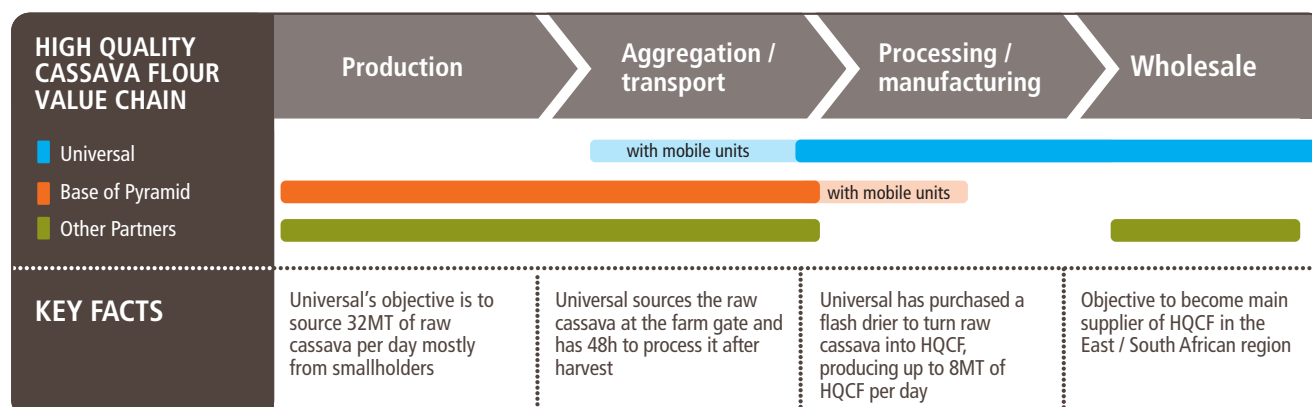 HIGH QUALITY
CASSAVA FLOUR
VALUE CHAIN
Production
Aggregation /
transport
Processing /
manufacturing
Wholesale
Universal
with mobile units
Base of Pyramid
with mobile units
Other Partners
KEY FACTS
Universal's objective is to
source 32MT of raw
cassava per day mostly
from smallholders
Universal sources the raw
cassava at the farm gate and
has 48h to process it after
harvest
Universal has purchased a
flash drier to turn raw
cassava into HQCF,
producing up to 8MT of
HQCF per day
Objective to become main
supplier of HQCF in the
East / South African region